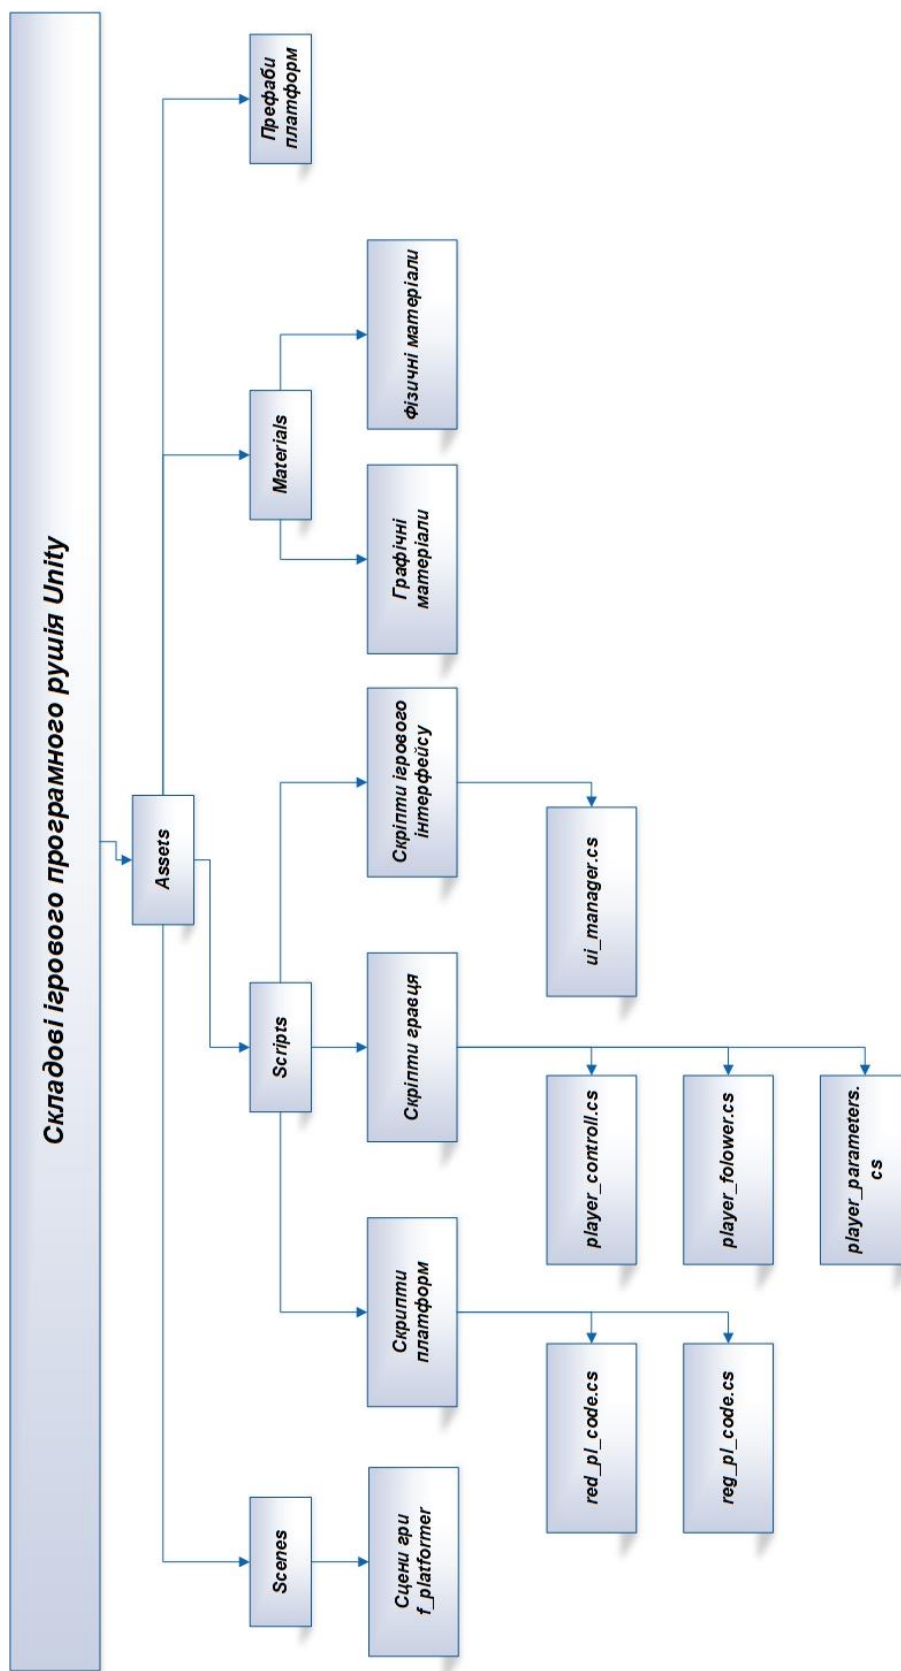 Складові ігрового програмного рушія Unity
Assets
Scenes
Scripts
Materials
Префаби
платформ
Сцени гри
f_platformer
Скрипти
платформ
Скріпти гравця
Скріпти ігрового
інтерфейсу
Графічні
матеріали
Фізичні матеріали
red_pl_code.cs
player_controll.cs
ui_manager.cs
reg_pl_code.cs
player_folower.cs
player_parameters.
cs